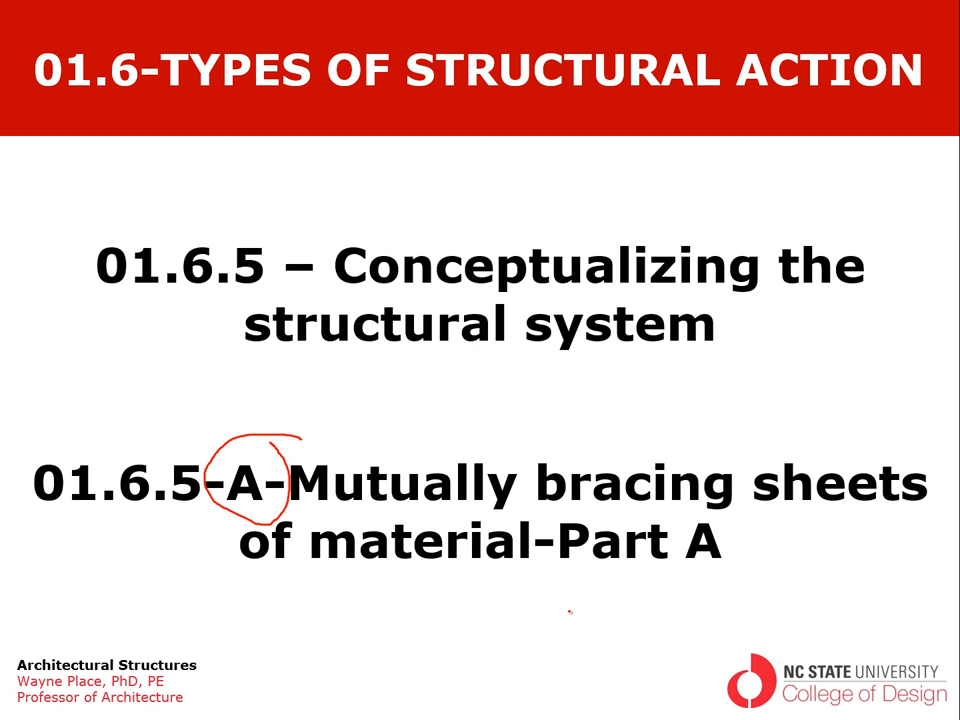 01.6-TYPES OF STRUCTURAL ACTION
01.6.5 – Conceptualizing the
structural system
01.6.5-A-Mutually bracing sheets
of material-Part A
Architectural Structures
Wayne Place, PhD, PE
Professor of Architecture
NC STATE UNIVERSITY
College of Design